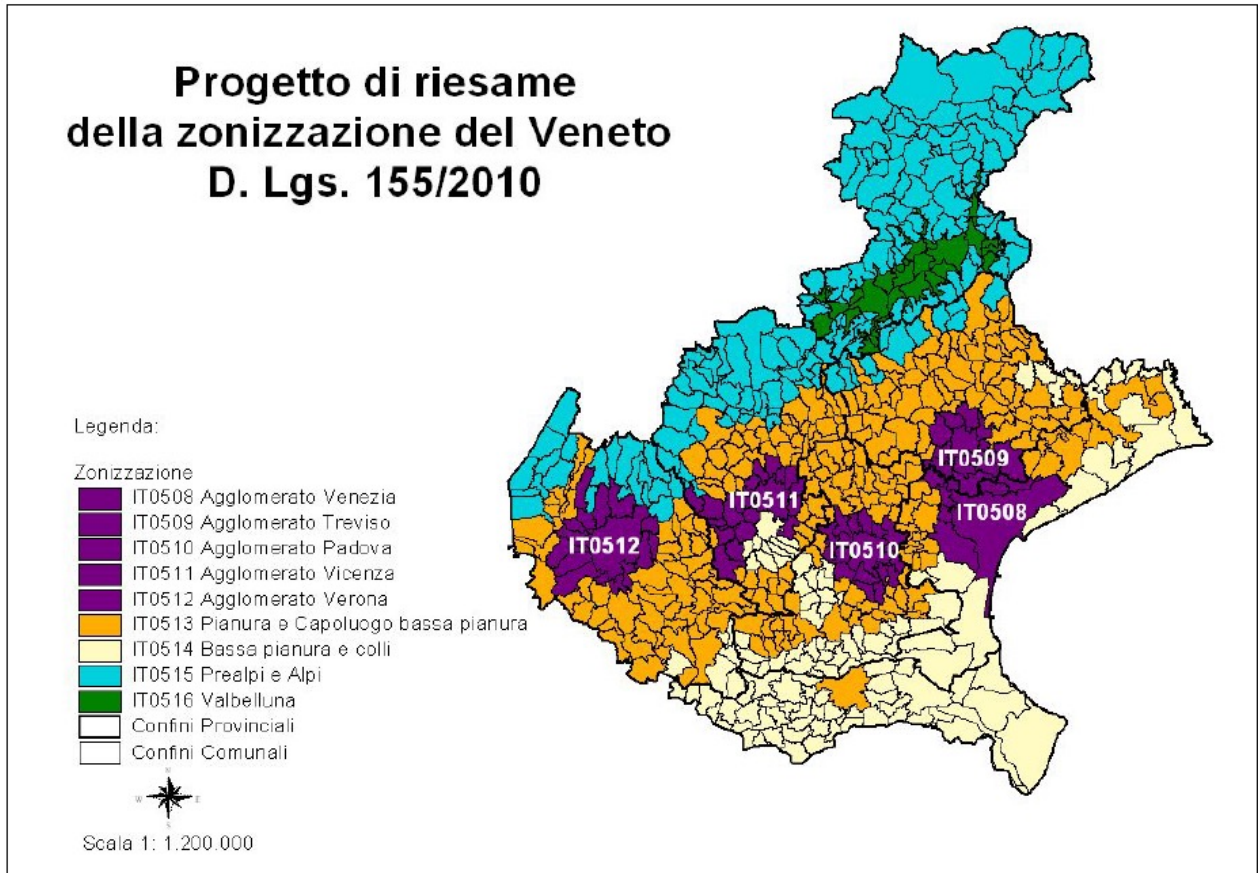 Progetto di riesame
della zonizzazione del Veneto
D. Lgs. 155/2010
Legenda:
Zonizzazione
IT0508 Agglomerato Venezia
IT0509 Agglomerato Treviso
IT0510 Agglomerato Padova
IT0511 Agglomerato Vicenza
IT0512 Agglomerato Verona
IT0513 Pianura e Capoluogo bassa pianura
IT0514 Bassa pianura e colli
IT0515 Prealpi e Alpi
IT0516 Valbelluna
Confini Provinciali
Confini Comunali
N
W E
S
Scala 1: 1.200.000
IT0509
IT0511
IT0508
IT0512
IT0510